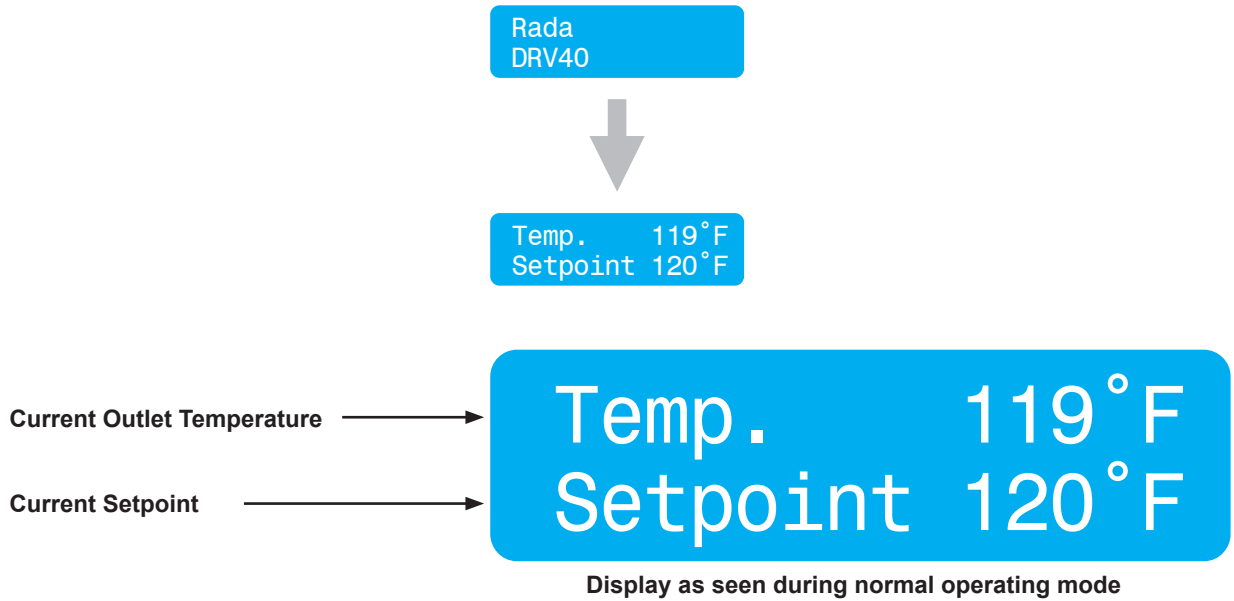 Rada
DRV40
Temp. 119°F
Setpoint 120°F
Current Outlet Temperature
Temp. 119°F
Current Setpoint
Setpoint 120°F
Display as seen during normal operating mode